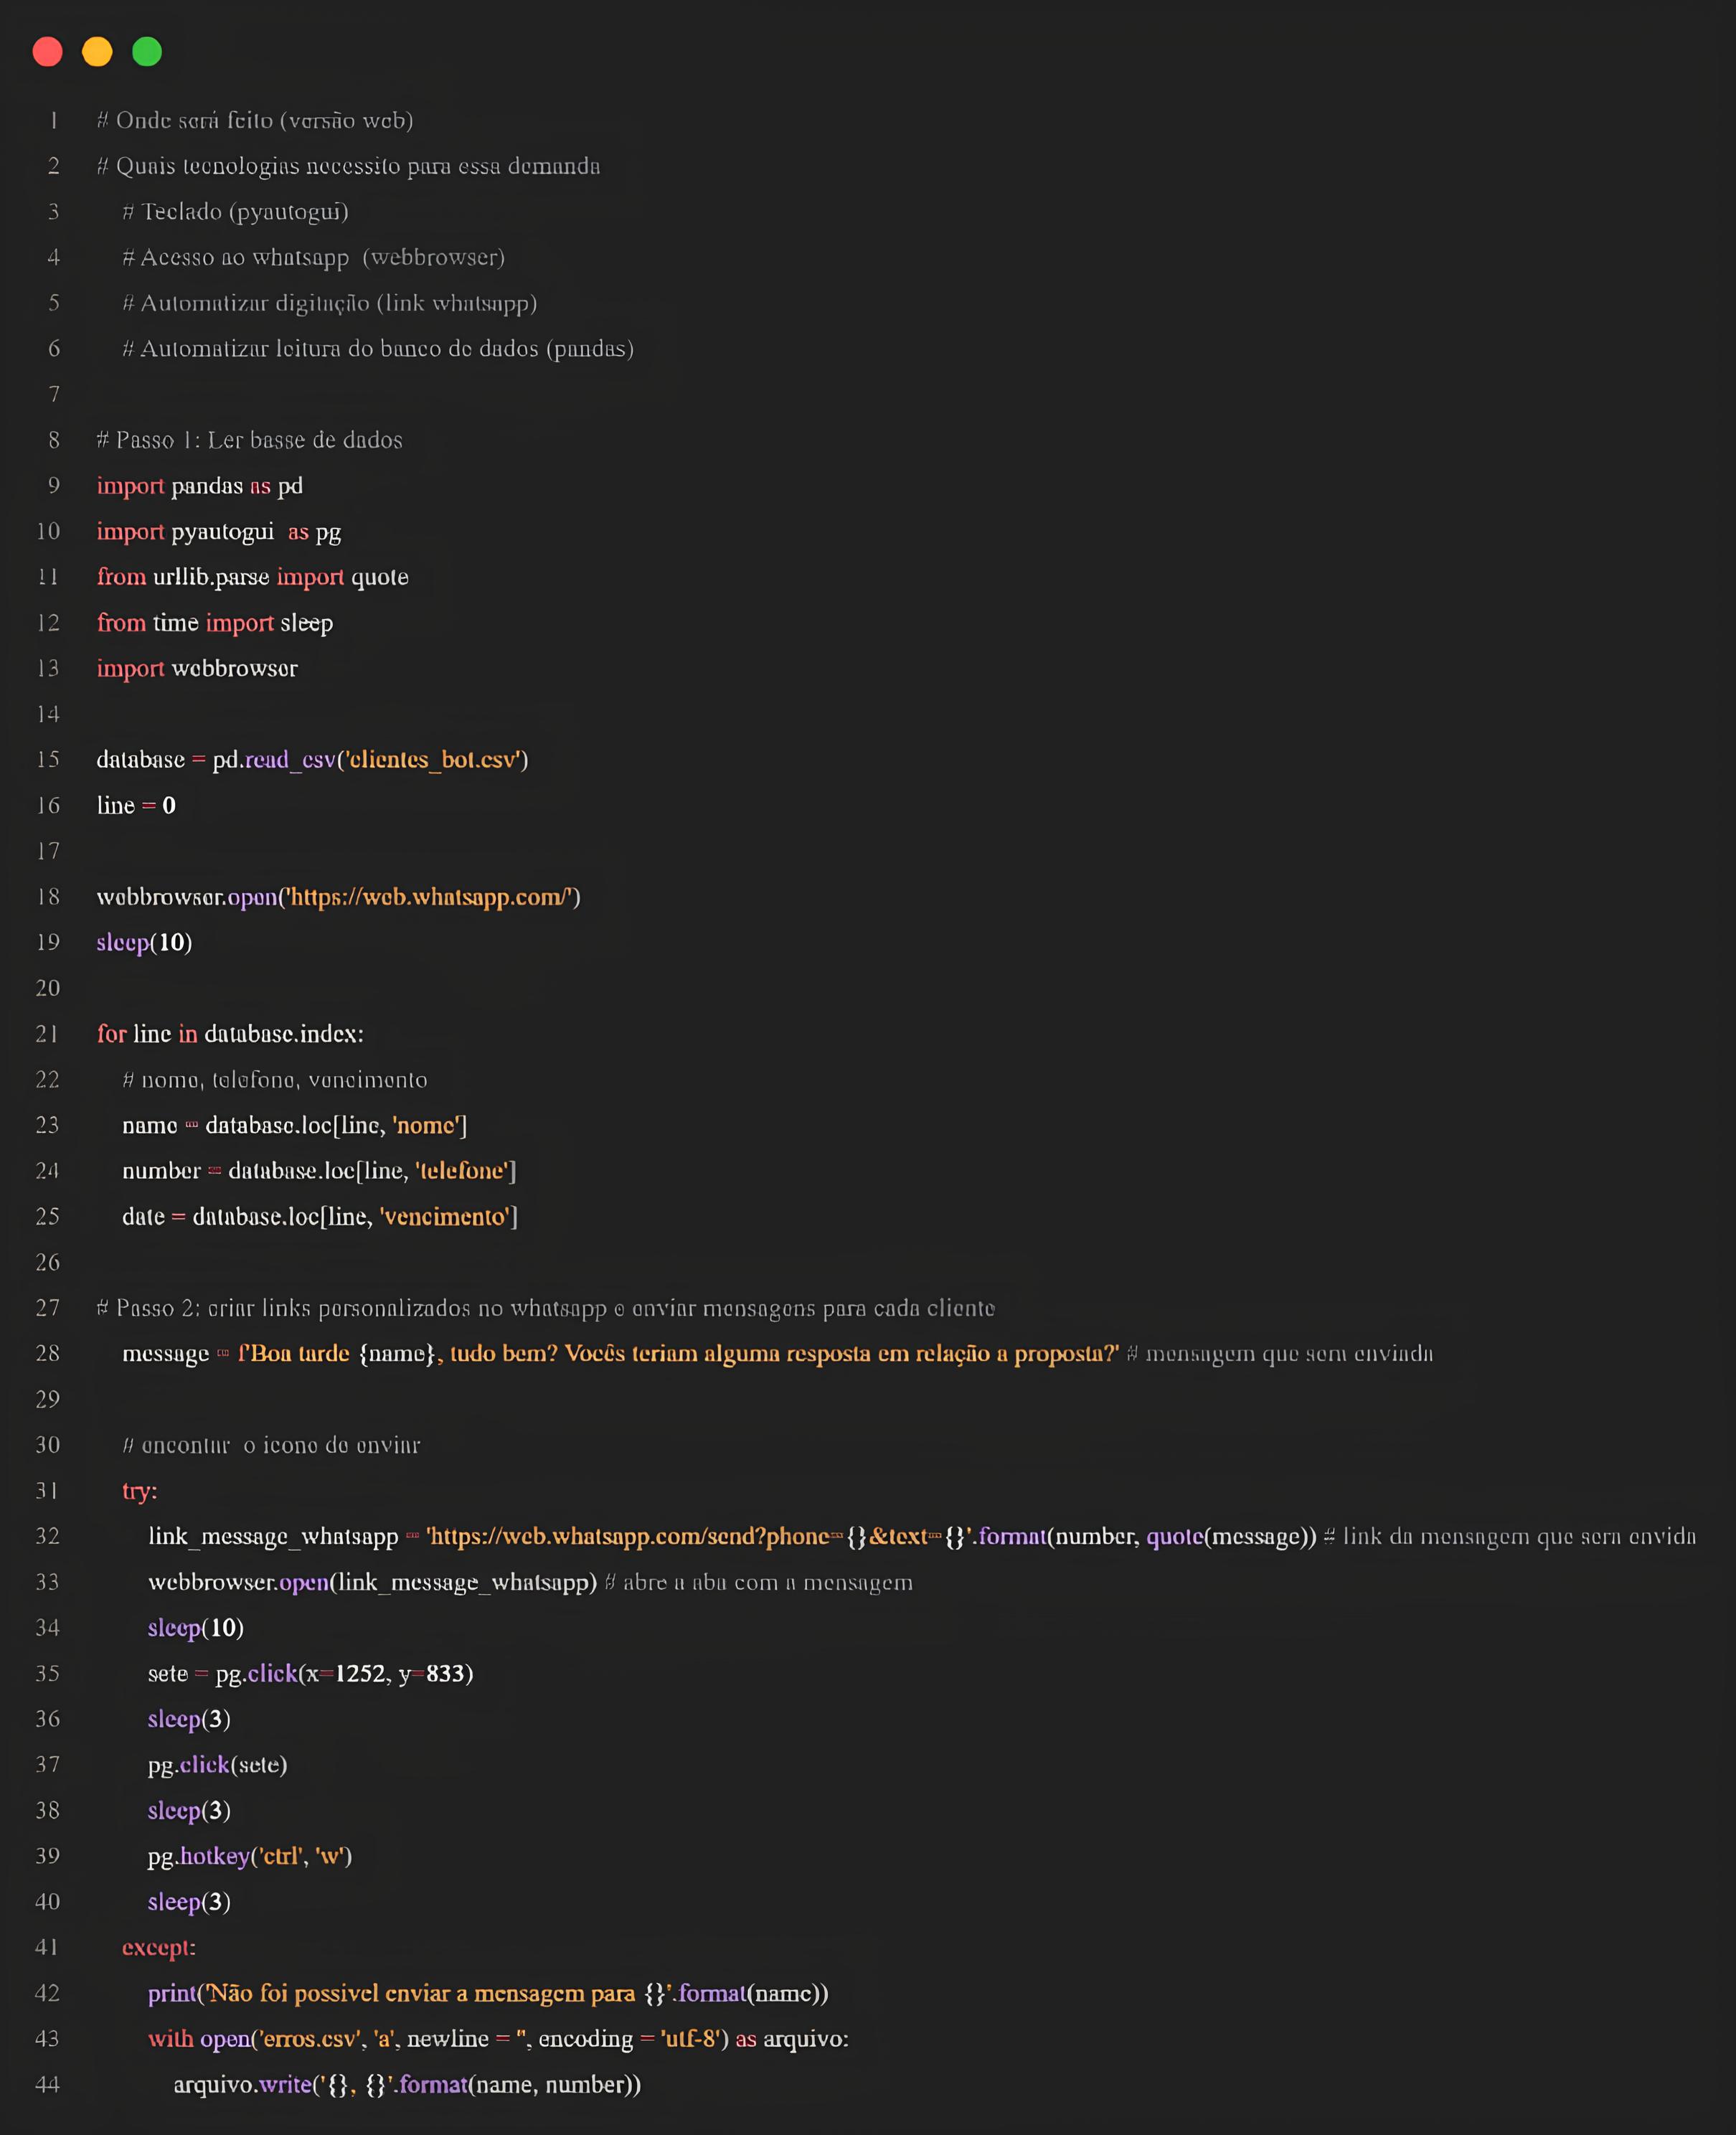 1 # Onde será feito (versão web)
2 # Quais tecnologias necessito para essa demanda
3 # Teclado (pyautogui)
4 # Acesso ao whatsapp  (webbrowser)
5 # Automatizar digitação (link whatsapp)
6 # Automatizar leitura do banco de dados (pandas)
7
8 # Passo 1: Ler basse de dados
9 import pandas as pd
10 import pyautogui  as pg
11 from urllib.parse import quote
12 from time import sleep
13 import webbrowser
14
15 database = pd.read_csv('clientes_bot.csv')
16 line = 0
17
18 webbrowser.open('https://web.whatsapp.com/')
19 sleep(10)
20
21 for line in database.index:
22 # nome, telefone, vencimento
23 name = database.loc[line, 'nome']
24 number = database.loc[line, 'telefone']
25 date = database.loc[line, 'vencimento']
26
27 # Passo 2: criar links personalizados no whatsapp e enviar mensagens para cada cliente
28 message = f'Boa tarde {name}, tudo bem? Vocês teriam alguma resposta em relação a proposta?' # mensagem que sera enviada
29
30 # encontar  o icone de enviar
31 try:
32 link_message_whatsapp = 'https://web.whatsapp.com/send?phone={}&text={}'.format(number, quote(message)) # link da mensagem que sera envida
33 webbrowser.open(link_message_whatsapp) # abre a aba com a mensagem
34 sleep(10)
35 sete = pg.click(x=1252, y=833)
36 sleep(3)
37 pg.click(sete)
38 sleep(3)
39 pg.hotkey('ctrl', 'w')
40 sleep(3)
41 except:
42 print('Não foi possivel enviar a mensagem para {}'.format(name))
43 with open('erros.csv', 'a', newline = '', encoding = 'utf-8') as arquivo:
44 arquivo.write('{}, {}'.format(name, number))